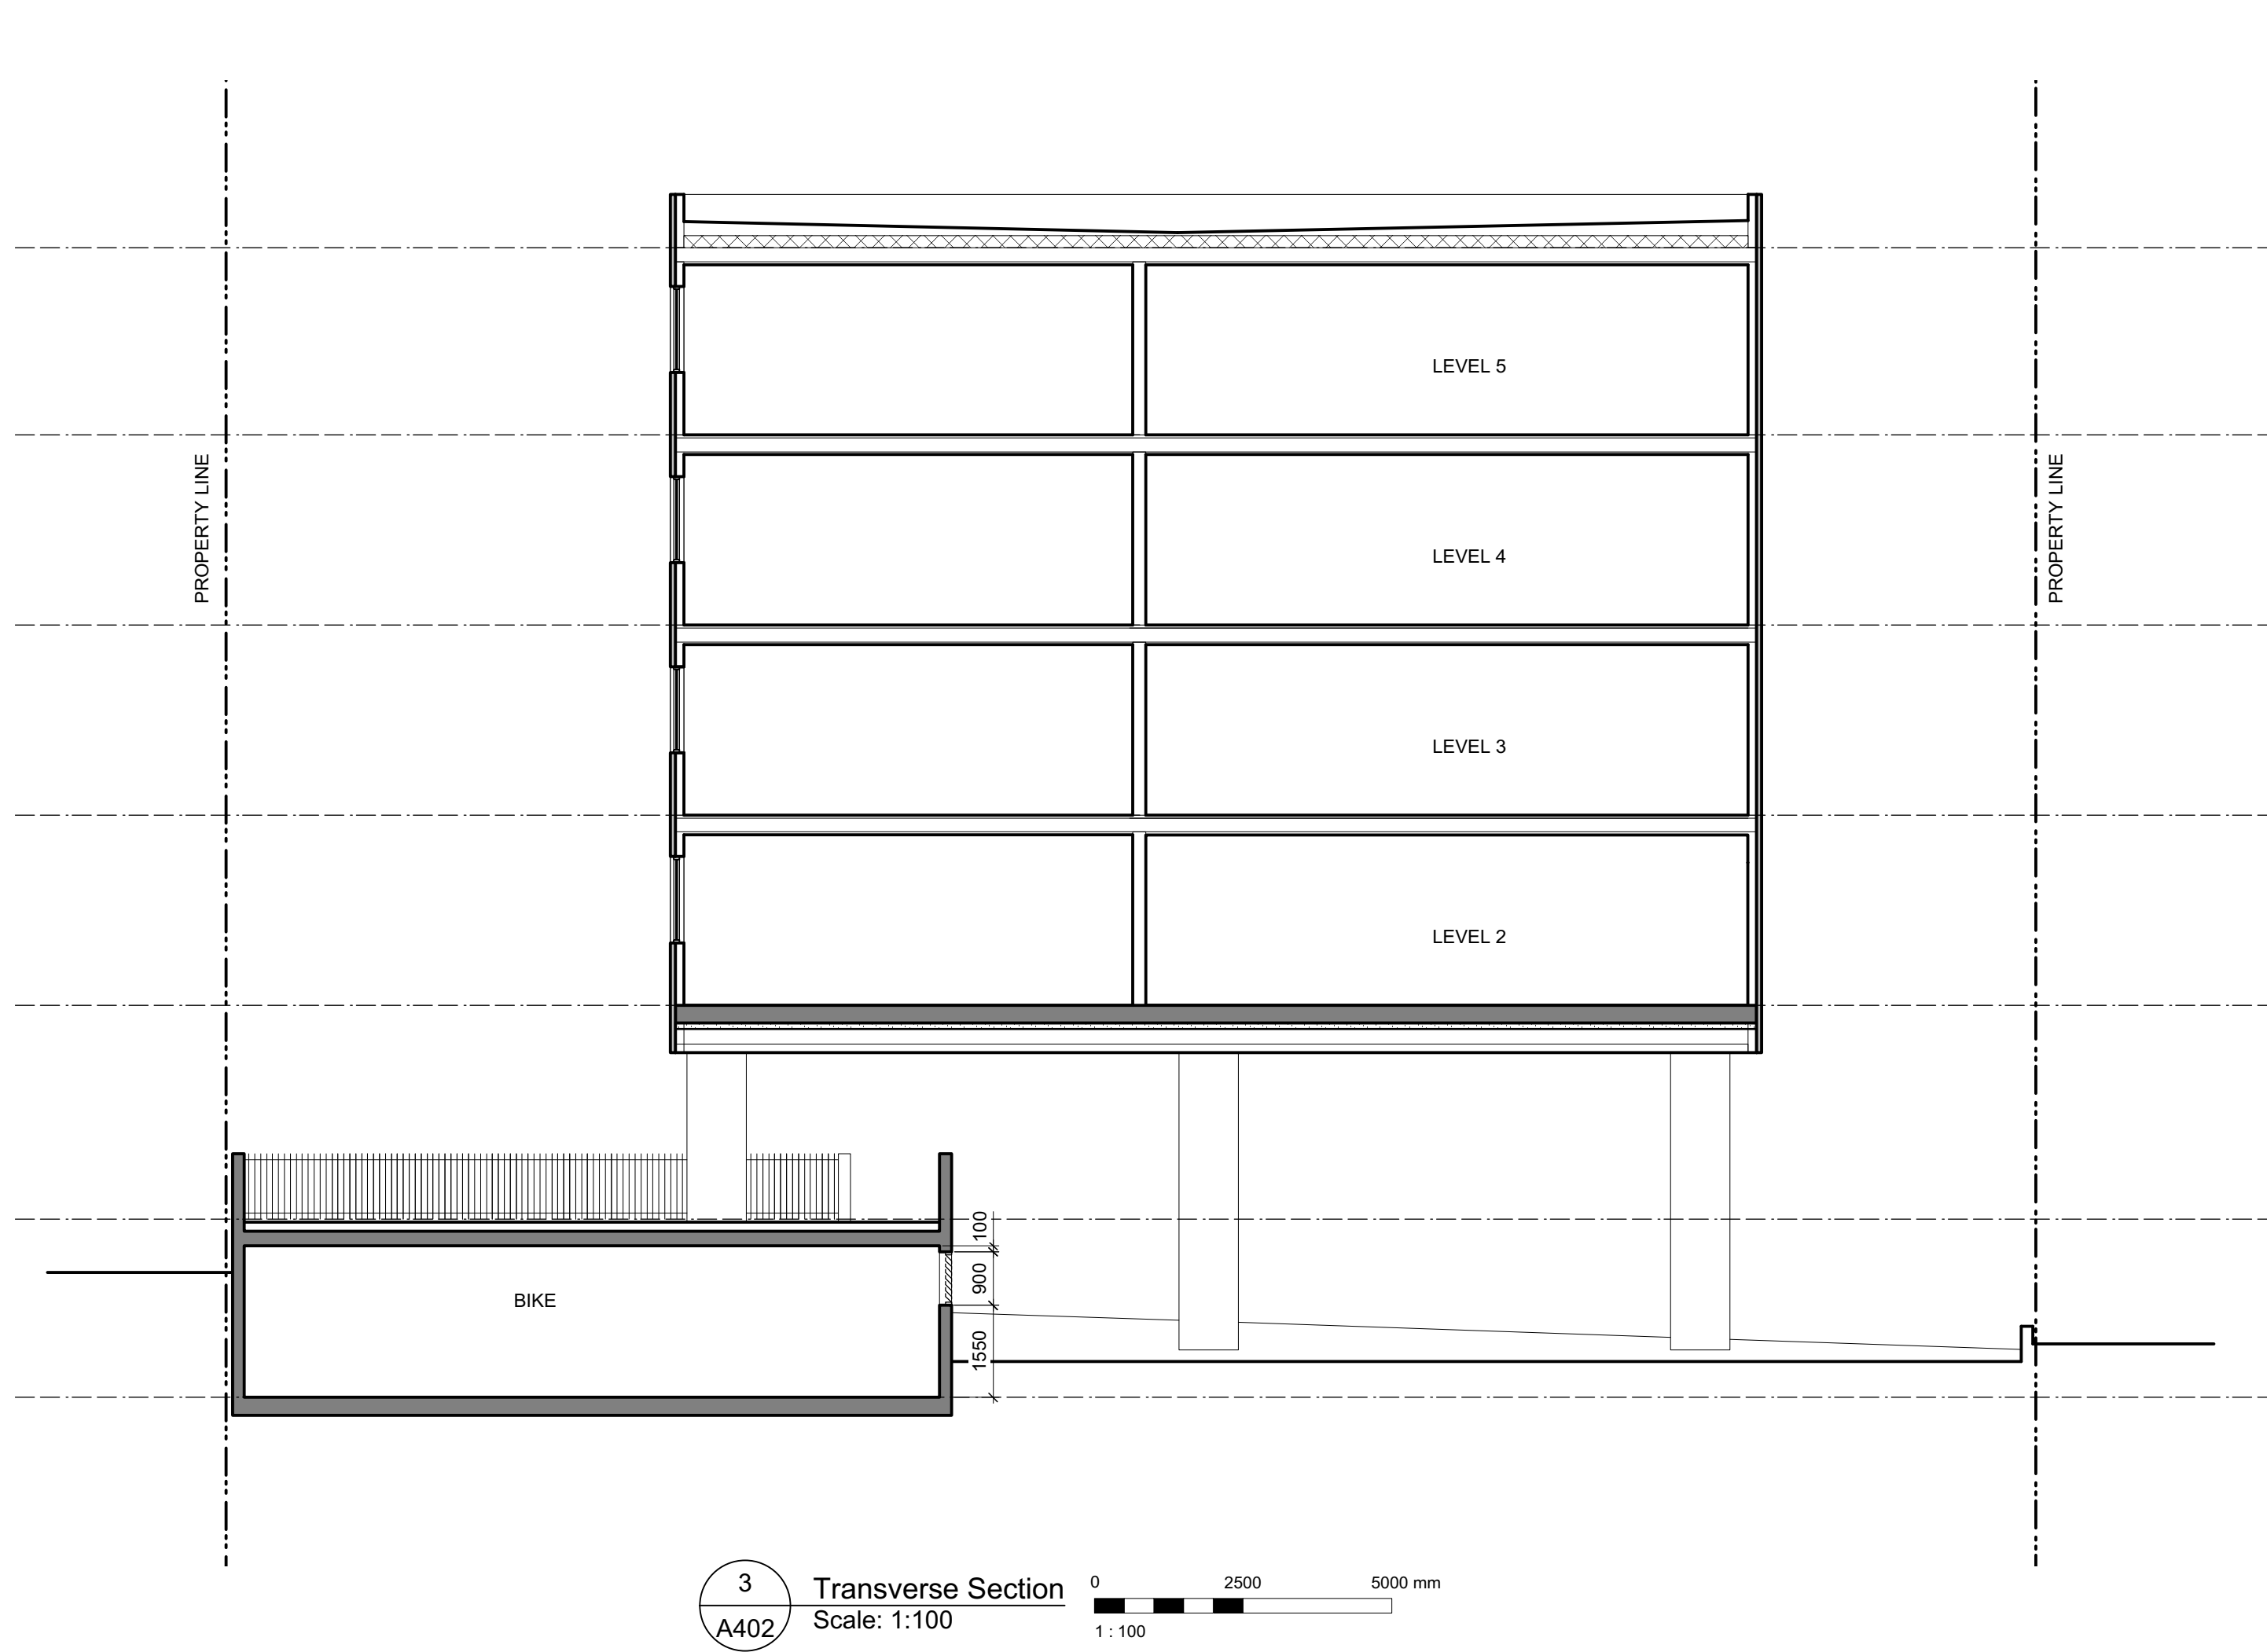 LEVEL 5
PROPERTY LINE
PROPERTY LINE
LEVEL 4
LEVEL 3
LEVEL 2
100
900
BIKE
1550
3
A402
Transverse Section
Scale: 1:100
0 2500 5000 mm
1 : 100